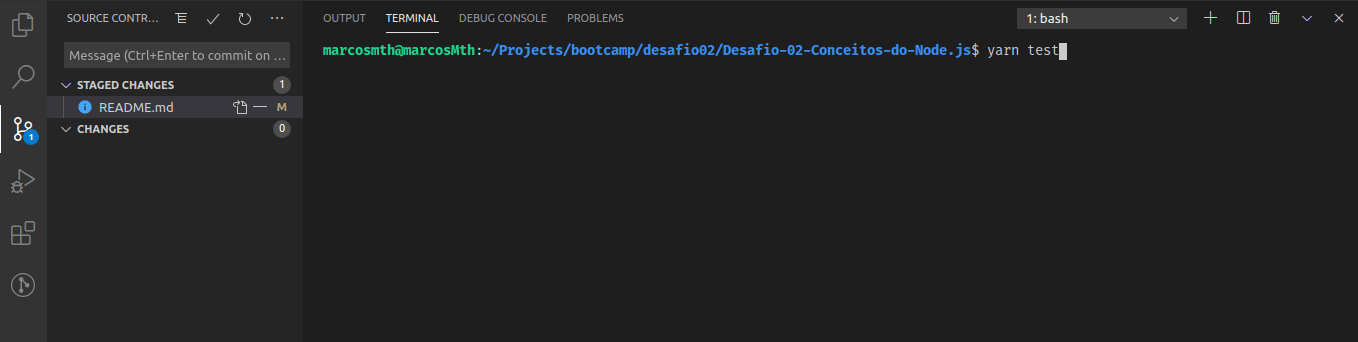 SOURCE CONTR...
Message (Ctrl+Enter to commit on ...
STAGED CHANGES 1
README.md M
CHANGES 0
1
OUTPUT TERMINAL DEBUG CONSOLE PROBLEMS 1: bash
marcosmth@marcosMth:~/Projects/bootcamp/desafio02/Desafio-02-Conceitos-do-Node.js$ yarn test